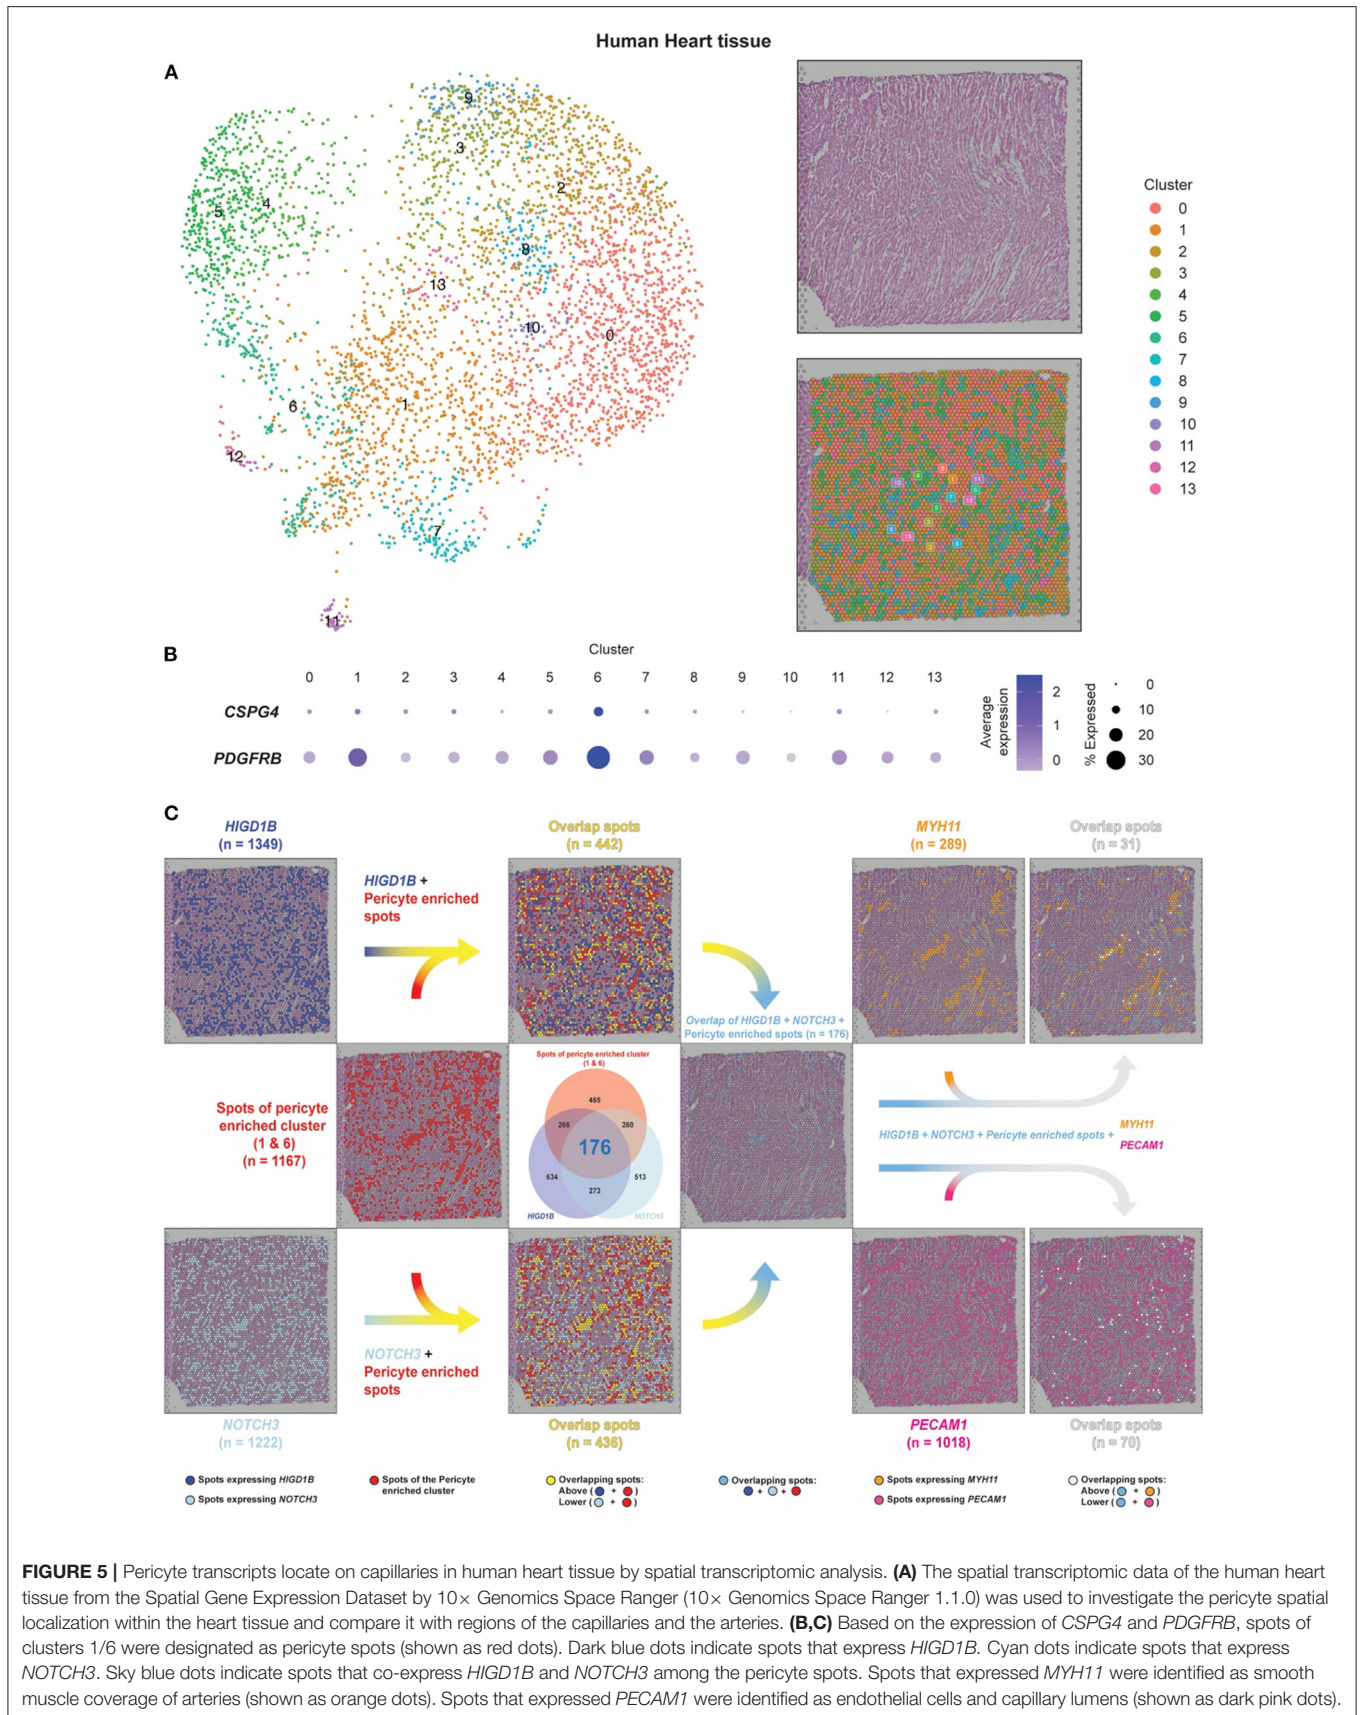 Human Heart tissue
A
9
3
2
5
4
8
13
10
0
1
6
12
7
11
Cluster
0
1
2
3
4
5
6
7
8
9
10
11
12
13
B
Cluster
0 1 2 3 4 5 6 7 8 9 10 11 12 13
CSPG4
PDGFRB
Average expression
2
1
0
% Expressed
0
10
20
30
C
HIGD1B
(n = 1349)
Overlap spots
(n = 442)
MYH11
(n = 289)
Overlap spots
(n = 31)
HIGD1B +
Pericyte enriched
spots
Overlap of HIGD1B + NOTCH3 +
Pericyte enriched spots (n = 176)
Spots of pericyte
enriched cluster
(1 & 6)
(n = 1167)
Spots of pericyte enriched cluster
(1 & 6)
465
266
260
176
634
513
273
HIGD1B
NOTCH3
HIGD1B + NOTCH3 + Pericyte enriched spots +
MYH11
PECAM1
NOTCH3 +
Pericyte enriched
spots
NOTCH3
(n = 1222)
Overlap spots
(n = 436)
PECAM1
(n = 1018)
Overlap spots
(n = 70)
Spots expressing HIGD1B
Spots expressing NOTCH3
Spots of the Pericyte
enriched cluster
Overlapping spots:
Above ( + )
Lower ( + )
Overlapping spots:
+ +
Spots expressing MYH11
Spots expressing PECAM1
Overlapping spots:
Above ( + )
Lower ( + )
FIGURE 5 | Pericyte transcripts locate on capillaries in human heart tissue by spatial transcriptomic analysis. (A) The spatial transcriptomic data of the human heart
tissue from the Spatial Gene Expression Dataset by 10× Genomics Space Ranger (10× Genomics Space Ranger 1.1.0) was used to investigate the pericyte spatial
localization within the heart tissue and compare it with regions of the capillaries and the arteries. (B,C) Based on the expression of CSPG4 and PDGFRB, spots of
clusters 1/6 were designated as pericyte spots (shown as red dots). Dark blue dots indicate spots that express HIGD1B. Cyan dots indicate spots that express
NOTCH3. Sky blue dots indicate spots that co-express HIGD1B and NOTCH3 among the pericyte spots. Spots that expressed MYH11 were identified as smooth
muscle coverage of arteries (shown as orange dots). Spots that expressed PECAM1 were identified as endothelial cells and capillary lumens (shown as dark pink dots).